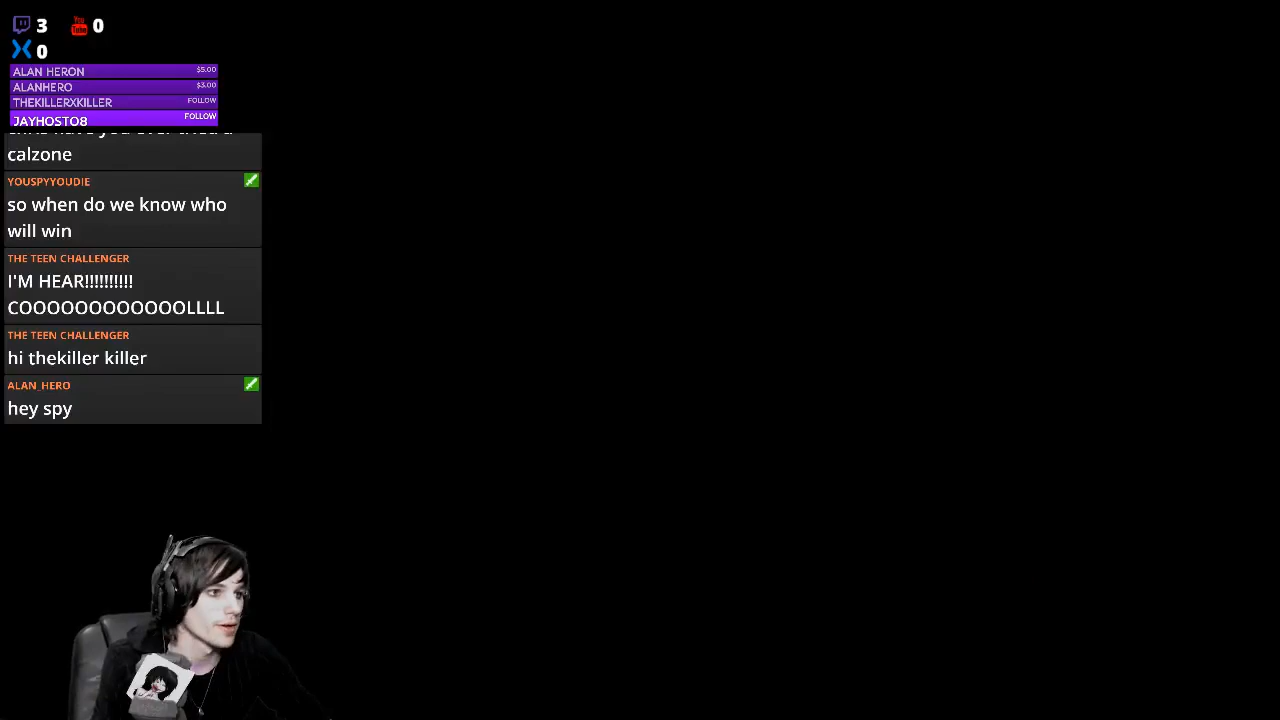 3 You Tube 0
0
ALAN HERON $5.00
ALANHERO $3.00
THEKILLERXKILLER FOLLOW
JAYHOSTO8 FOLLOW
calzone
YOUSPYYOUDIE
so when do we know who
will win
THE TEEN CHALLENGER
I'M HEAR!!!!!!!!!!
COOOOOOOOOOOOLLLL
THE TEEN CHALLENGER
hi thekiller killer
ALAN_HERO
hey spy